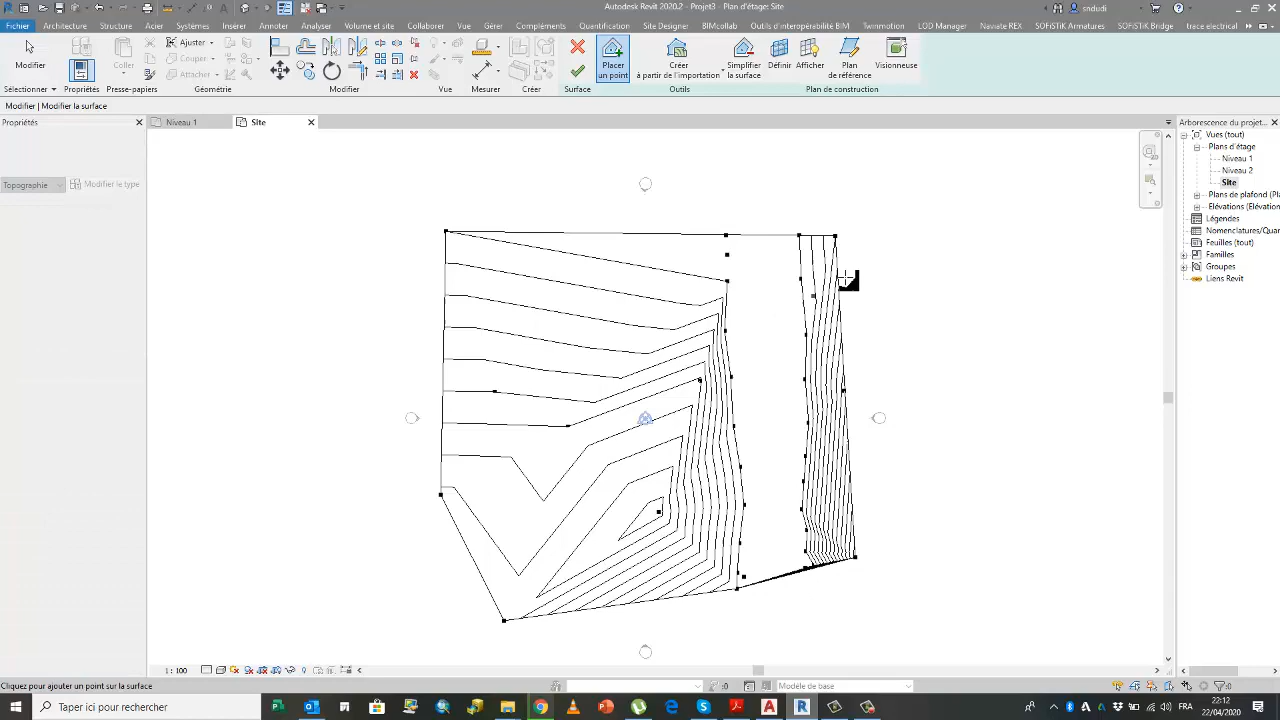 Autodesk Revit 2020.2 - Projet3 - Plan d'étage: Site
sndudi
Fichier Architecture Structure Acier Systèmes Insérer Annoter Analyser Volume et site Collaborer Vue Gérer Compléments Quantification Site Designer BIMcollab Outils d'interopérabilité BIM Twinmotion LOD Manager Naviate REX SOFiSTiK Armatures SOFiSTiK Bridge trace electrical
Modifier
Coller
Ajuster
Couper
Attacher
Placer
un point
Créer
à partir de l'importation
Simplifier
la surface
Définir
Afficher
Plan
de référence
Visionneuse
Sélectionner Propriétés Presse-papiers Géométrie Modifier Vue Mesurer Créer Surface Outils Plan de construction
Modifier | Modifier la surface
Propriétés
Niveau 1
Site
Arborescence du projet...
Topographie
Modifier le type
Vues (tout)
Plans d'étage
Niveau 1
Niveau 2
Site
Plans de plafond (Pla
Elévations (Elévation
Légendes
Nomenclatures/Quan
Feuilles (tout)
Familles
Groupes
Liens Revit
1 : 100
Cliquez pour ajouter un point sur la surface
:0
Modèle de base
:0
Taper ici pour rechercher
FRA
22:12
22/04/2020